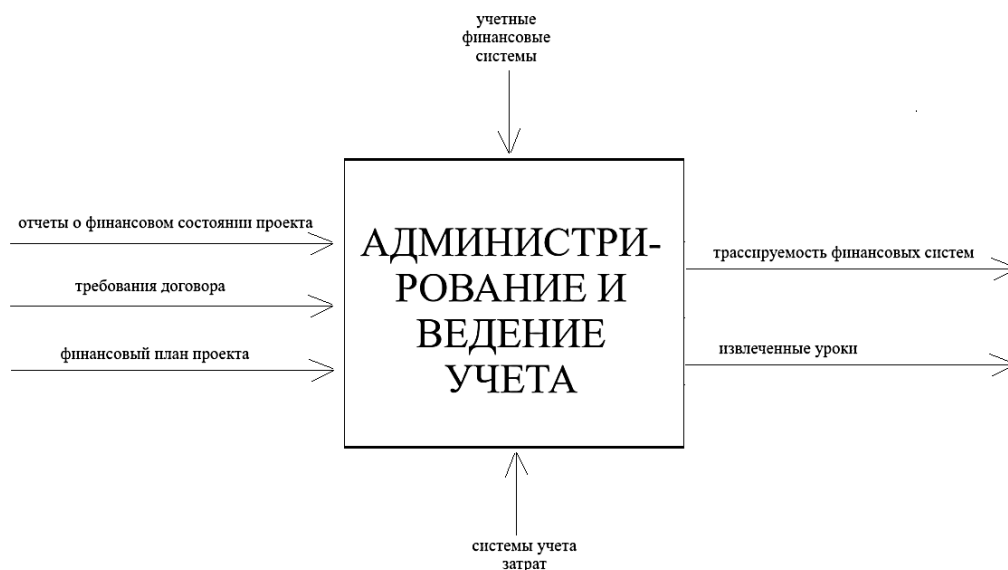 учетные
финансовые
системы
отчеты о финансовом состоянии проекта
требования договора
финансовый план проекта
АДМИНИСТРИ-
РОВАНИЕ И
ВЕДЕНИЕ
УЧЕТА
трассируемость финансовых систем
извлеченные уроки
системы учета
затрат